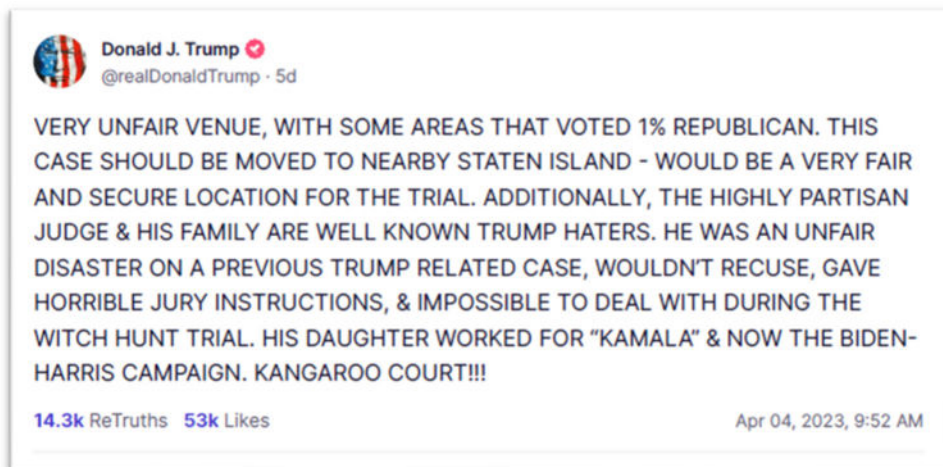 Donald J. Trump
@realDonaldTrump · 5d
VERY UNFAIR VENUE, WITH SOME AREAS THAT VOTED 1% REPUBLICAN. THIS
CASE SHOULD BE MOVED TO NEARBY STATEN ISLAND - WOULD BE A VERY FAIR
AND SECURE LOCATION FOR THE TRIAL. ADDITIONALLY, THE HIGHLY PARTISAN
JUDGE & HIS FAMILY ARE WELL KNOWN TRUMP HATERS. HE WAS AN UNFAIR
DISASTER ON A PREVIOUS TRUMP RELATED CASE, WOULDN'T RECUSE, GAVE
HORRIBLE JURY INSTRUCTIONS, & IMPOSSIBLE TO DEAL WITH DURING THE
WITCH HUNT TRIAL. HIS DAUGHTER WORKED FOR “KAMALA” & NOW THE BIDEN-
HARRIS CAMPAIGN. KANGAROO COURT!!!
14.3k ReTruths 53k Likes Apr 04, 2023, 9:52 AM